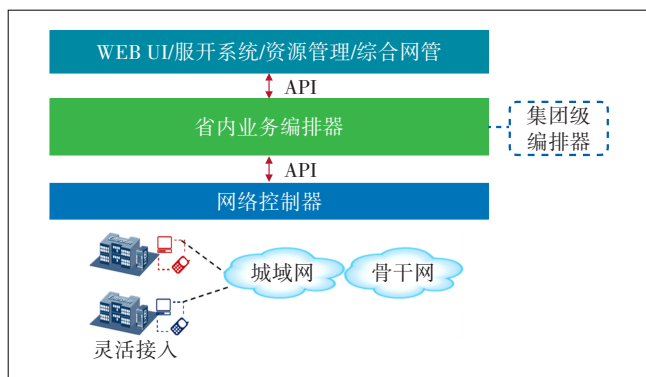 WEB UI/服开系统/资源管理/综合网管
API
省内业务编排器
集团级
编排器
API
网络控制器
城域网
骨干网
灵活接入